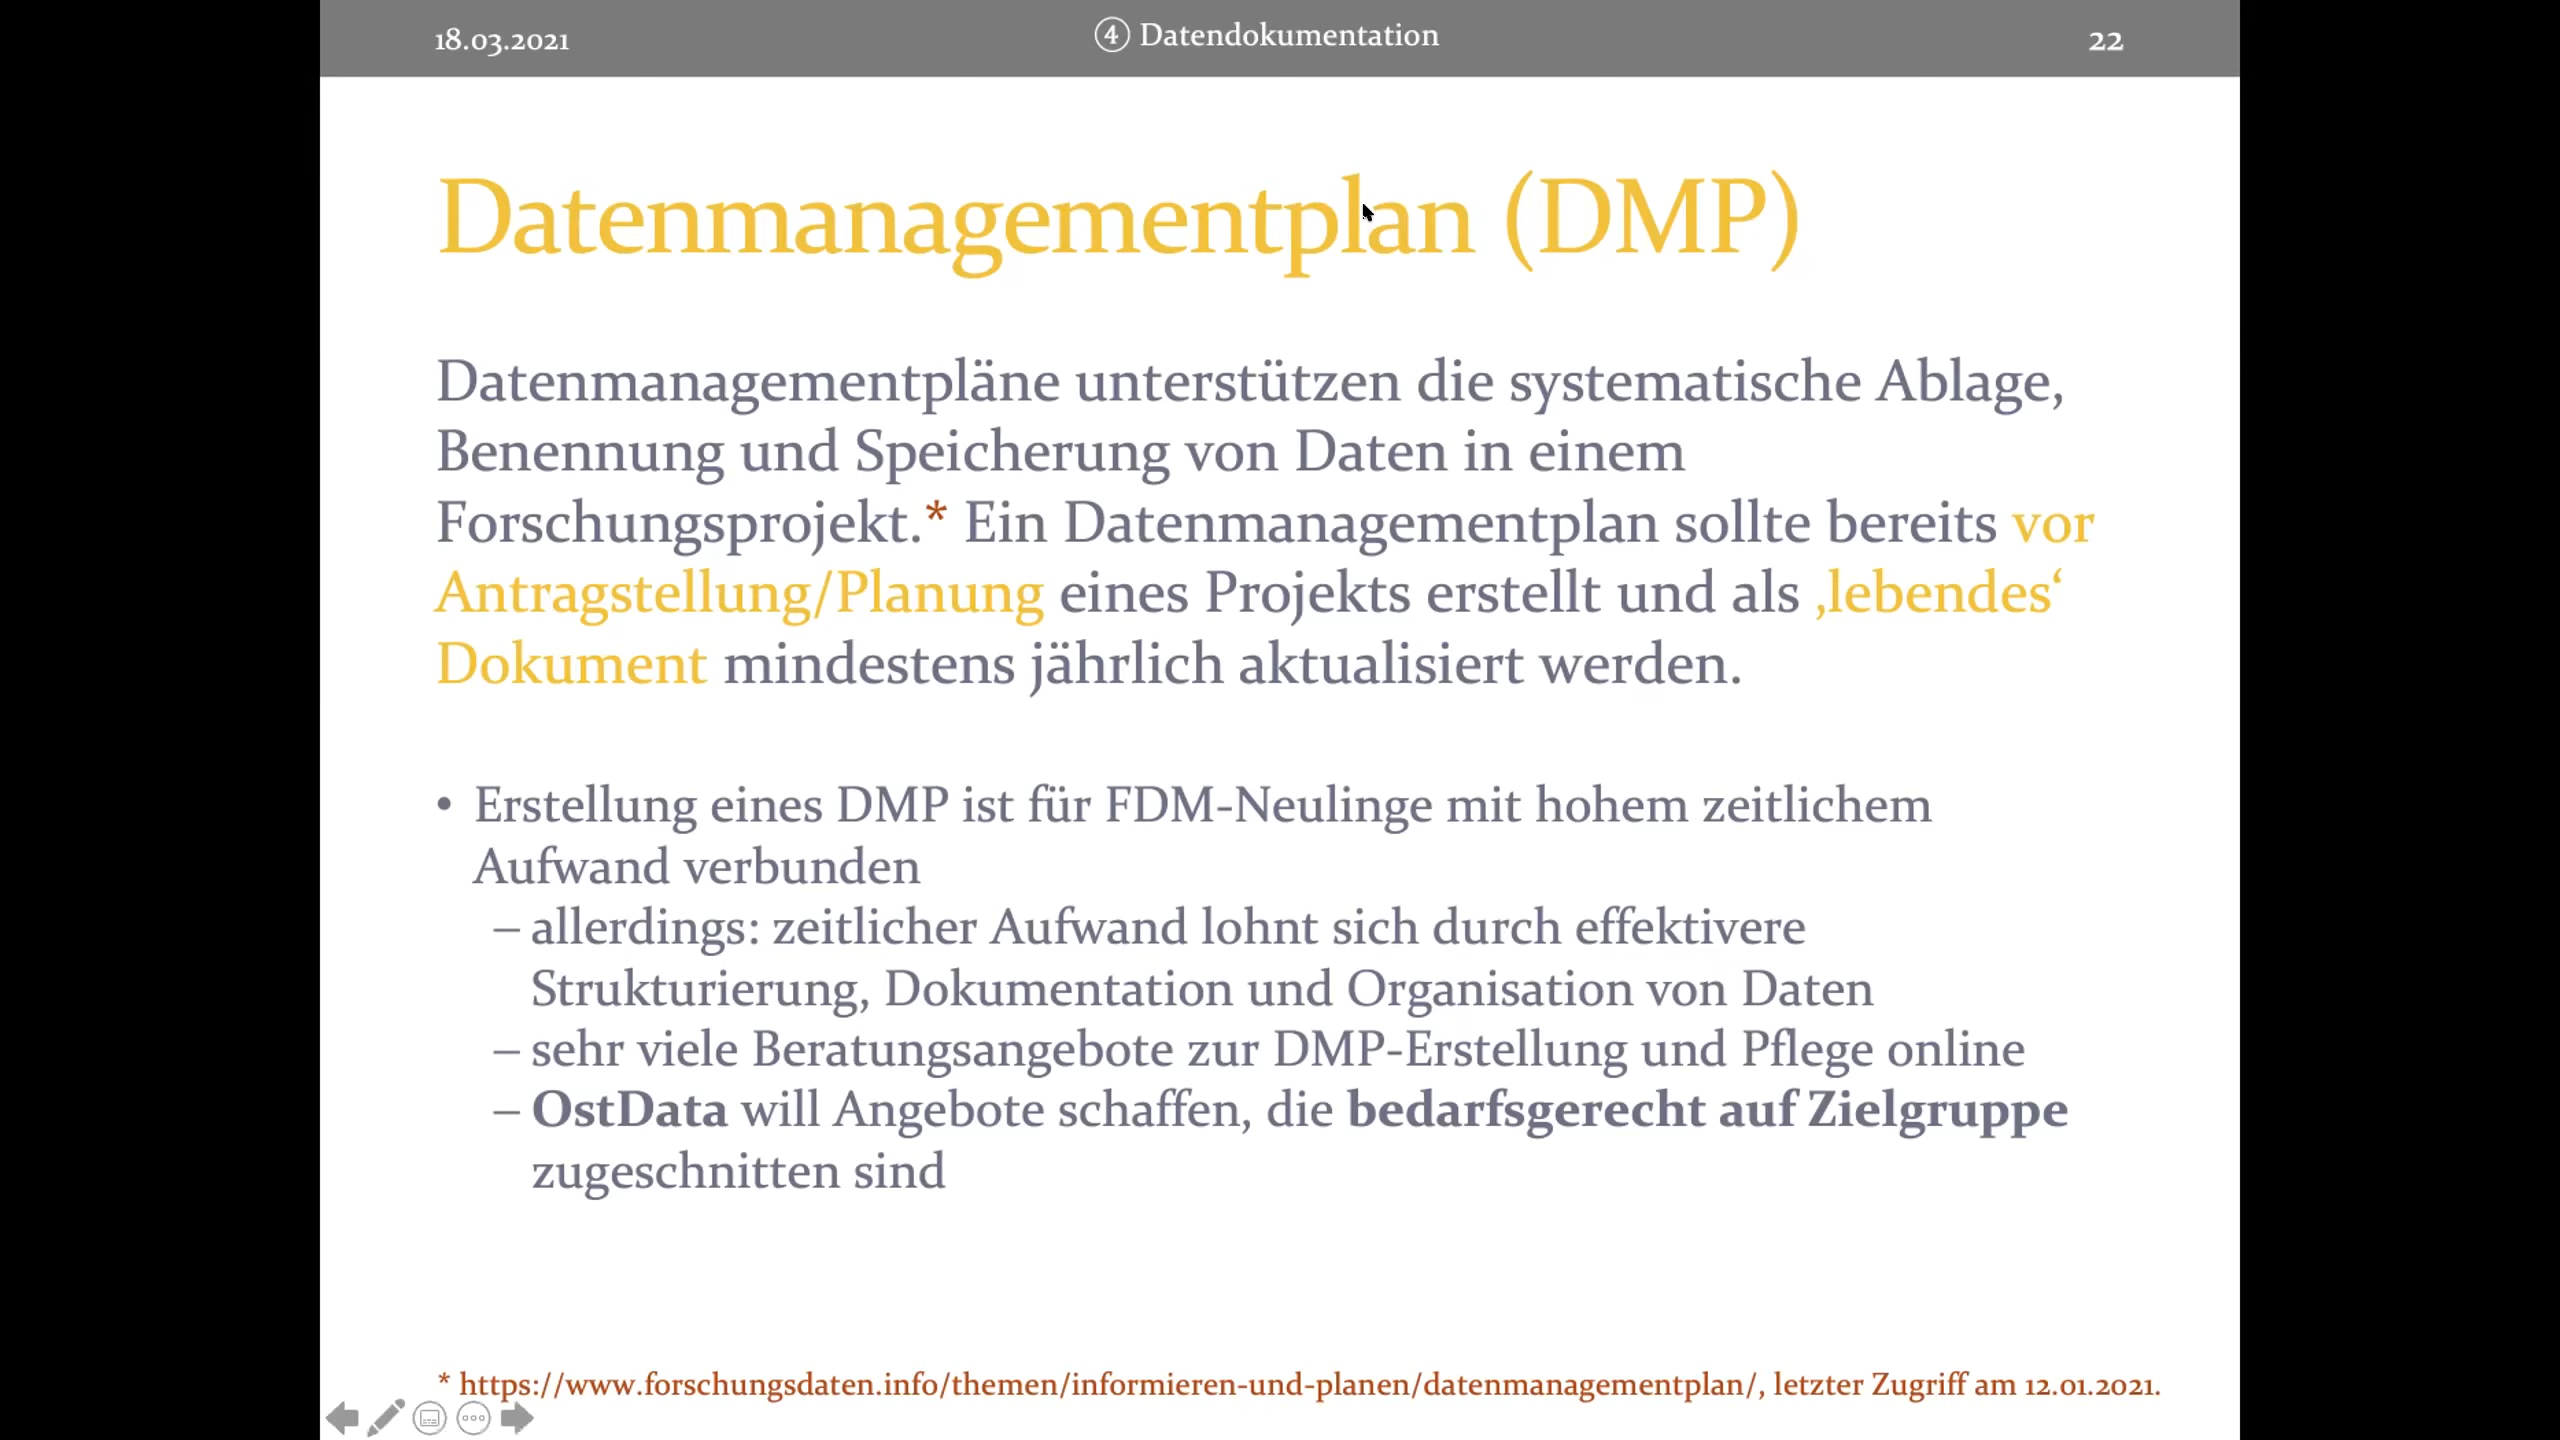 18.03.2021
④ Datendokumentation
22
Datenmanagementplan (DMP)
Datenmanagementpläne unterstützen die systematische Ablage,
Benennung und Speicherung von Daten in einem
Forschungsprojekt.* Ein Datenmanagementplan sollte bereits vor
Antragstellung/Planung eines Projekts erstellt und als ‚lebendes‘
Dokument mindestens jährlich aktualisiert werden.
• Erstellung eines DMP ist für FDM-Neulinge mit hohem zeitlichem
Aufwand verbunden
– allerdings: zeitlicher Aufwand lohnt sich durch effektivere
Strukturierung, Dokumentation und Organisation von Daten
– sehr viele Beratungsangebote zur DMP-Erstellung und Pflege online
– OstData will Angebote schaffen, die bedarfsgerecht auf Zielgruppe
zugeschnitten sind
* https://www.forschungsdaten.info/themen/informieren-und-planen/datenmanagementplan/, letzter Zugriff am 12.01.2021.